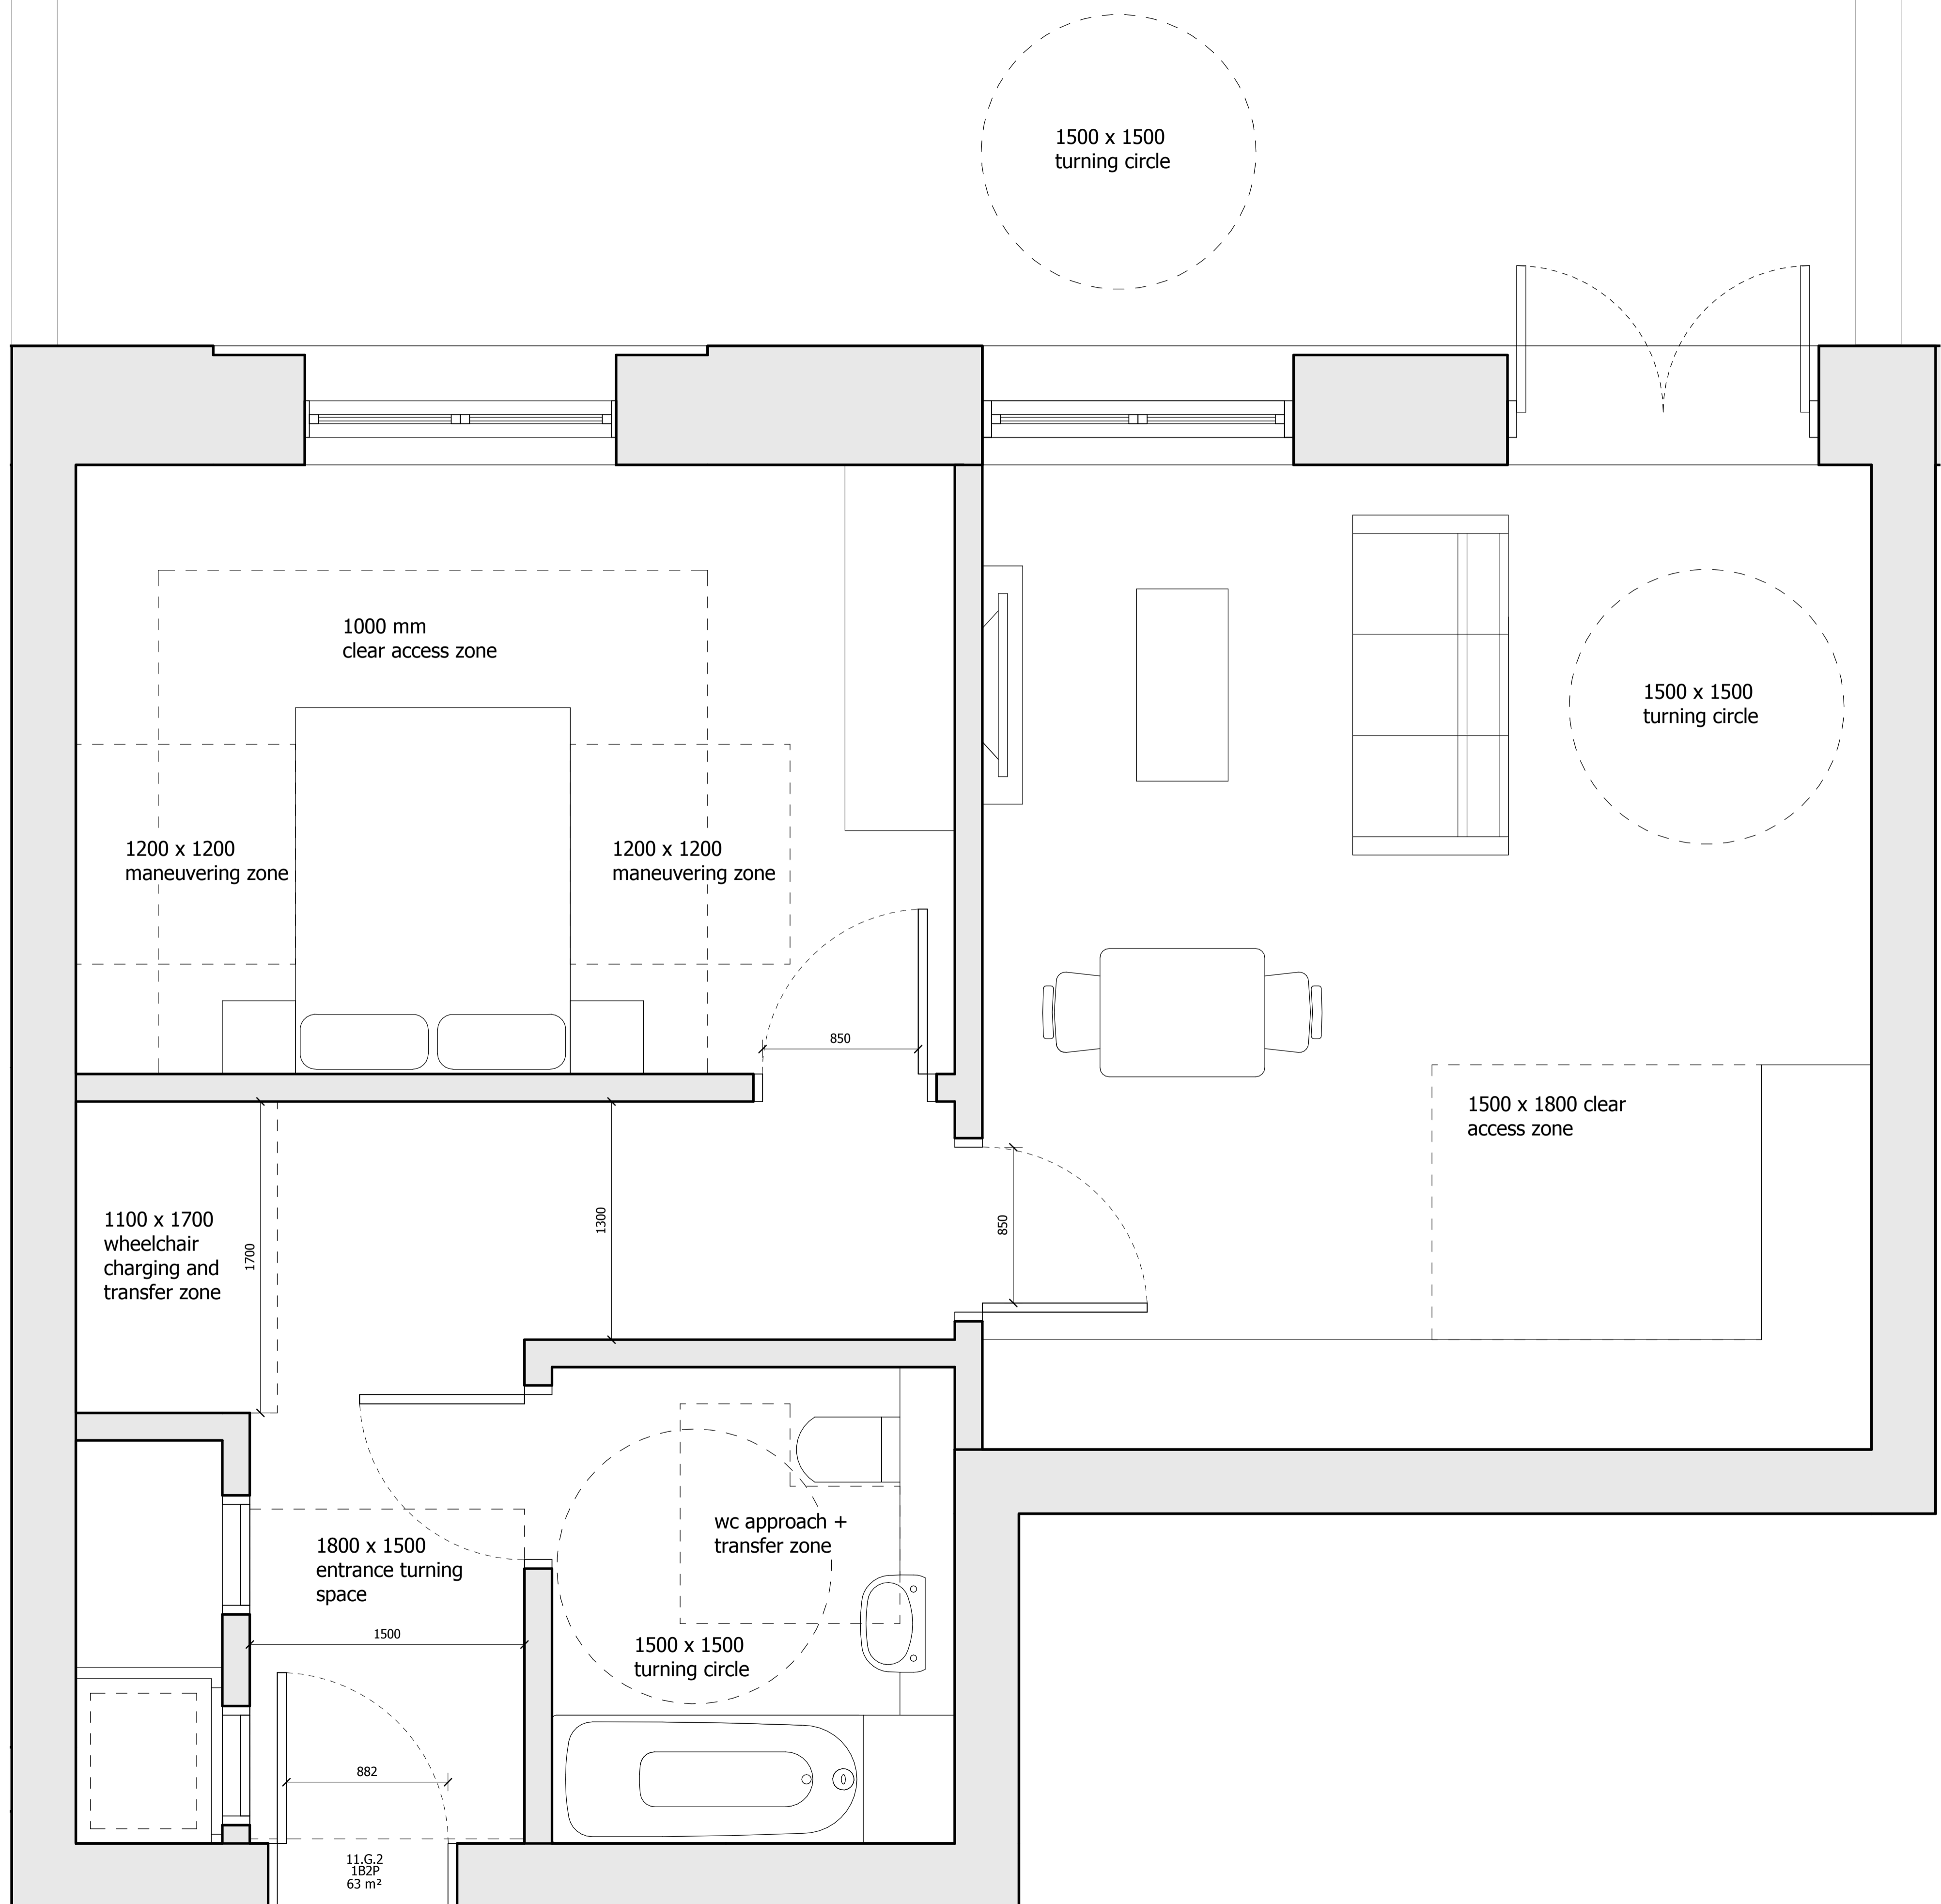 1500 x 1500
turning circle
1000 mm
clear access zone
1500 x 1500
turning circle
1200 x 1200
maneuvering zone
1200 x 1200
maneuvering zone
850
1500 x 1800 clear
access zone
1100 x 1700
wheelchair
charging and
transfer zone
1700
1300
850
wc approach +
transfer zone
1800 x 1500
entrance turning
space
1500
1500 x 1500
turning circle
882
11.G.2
1B2P
63 m²